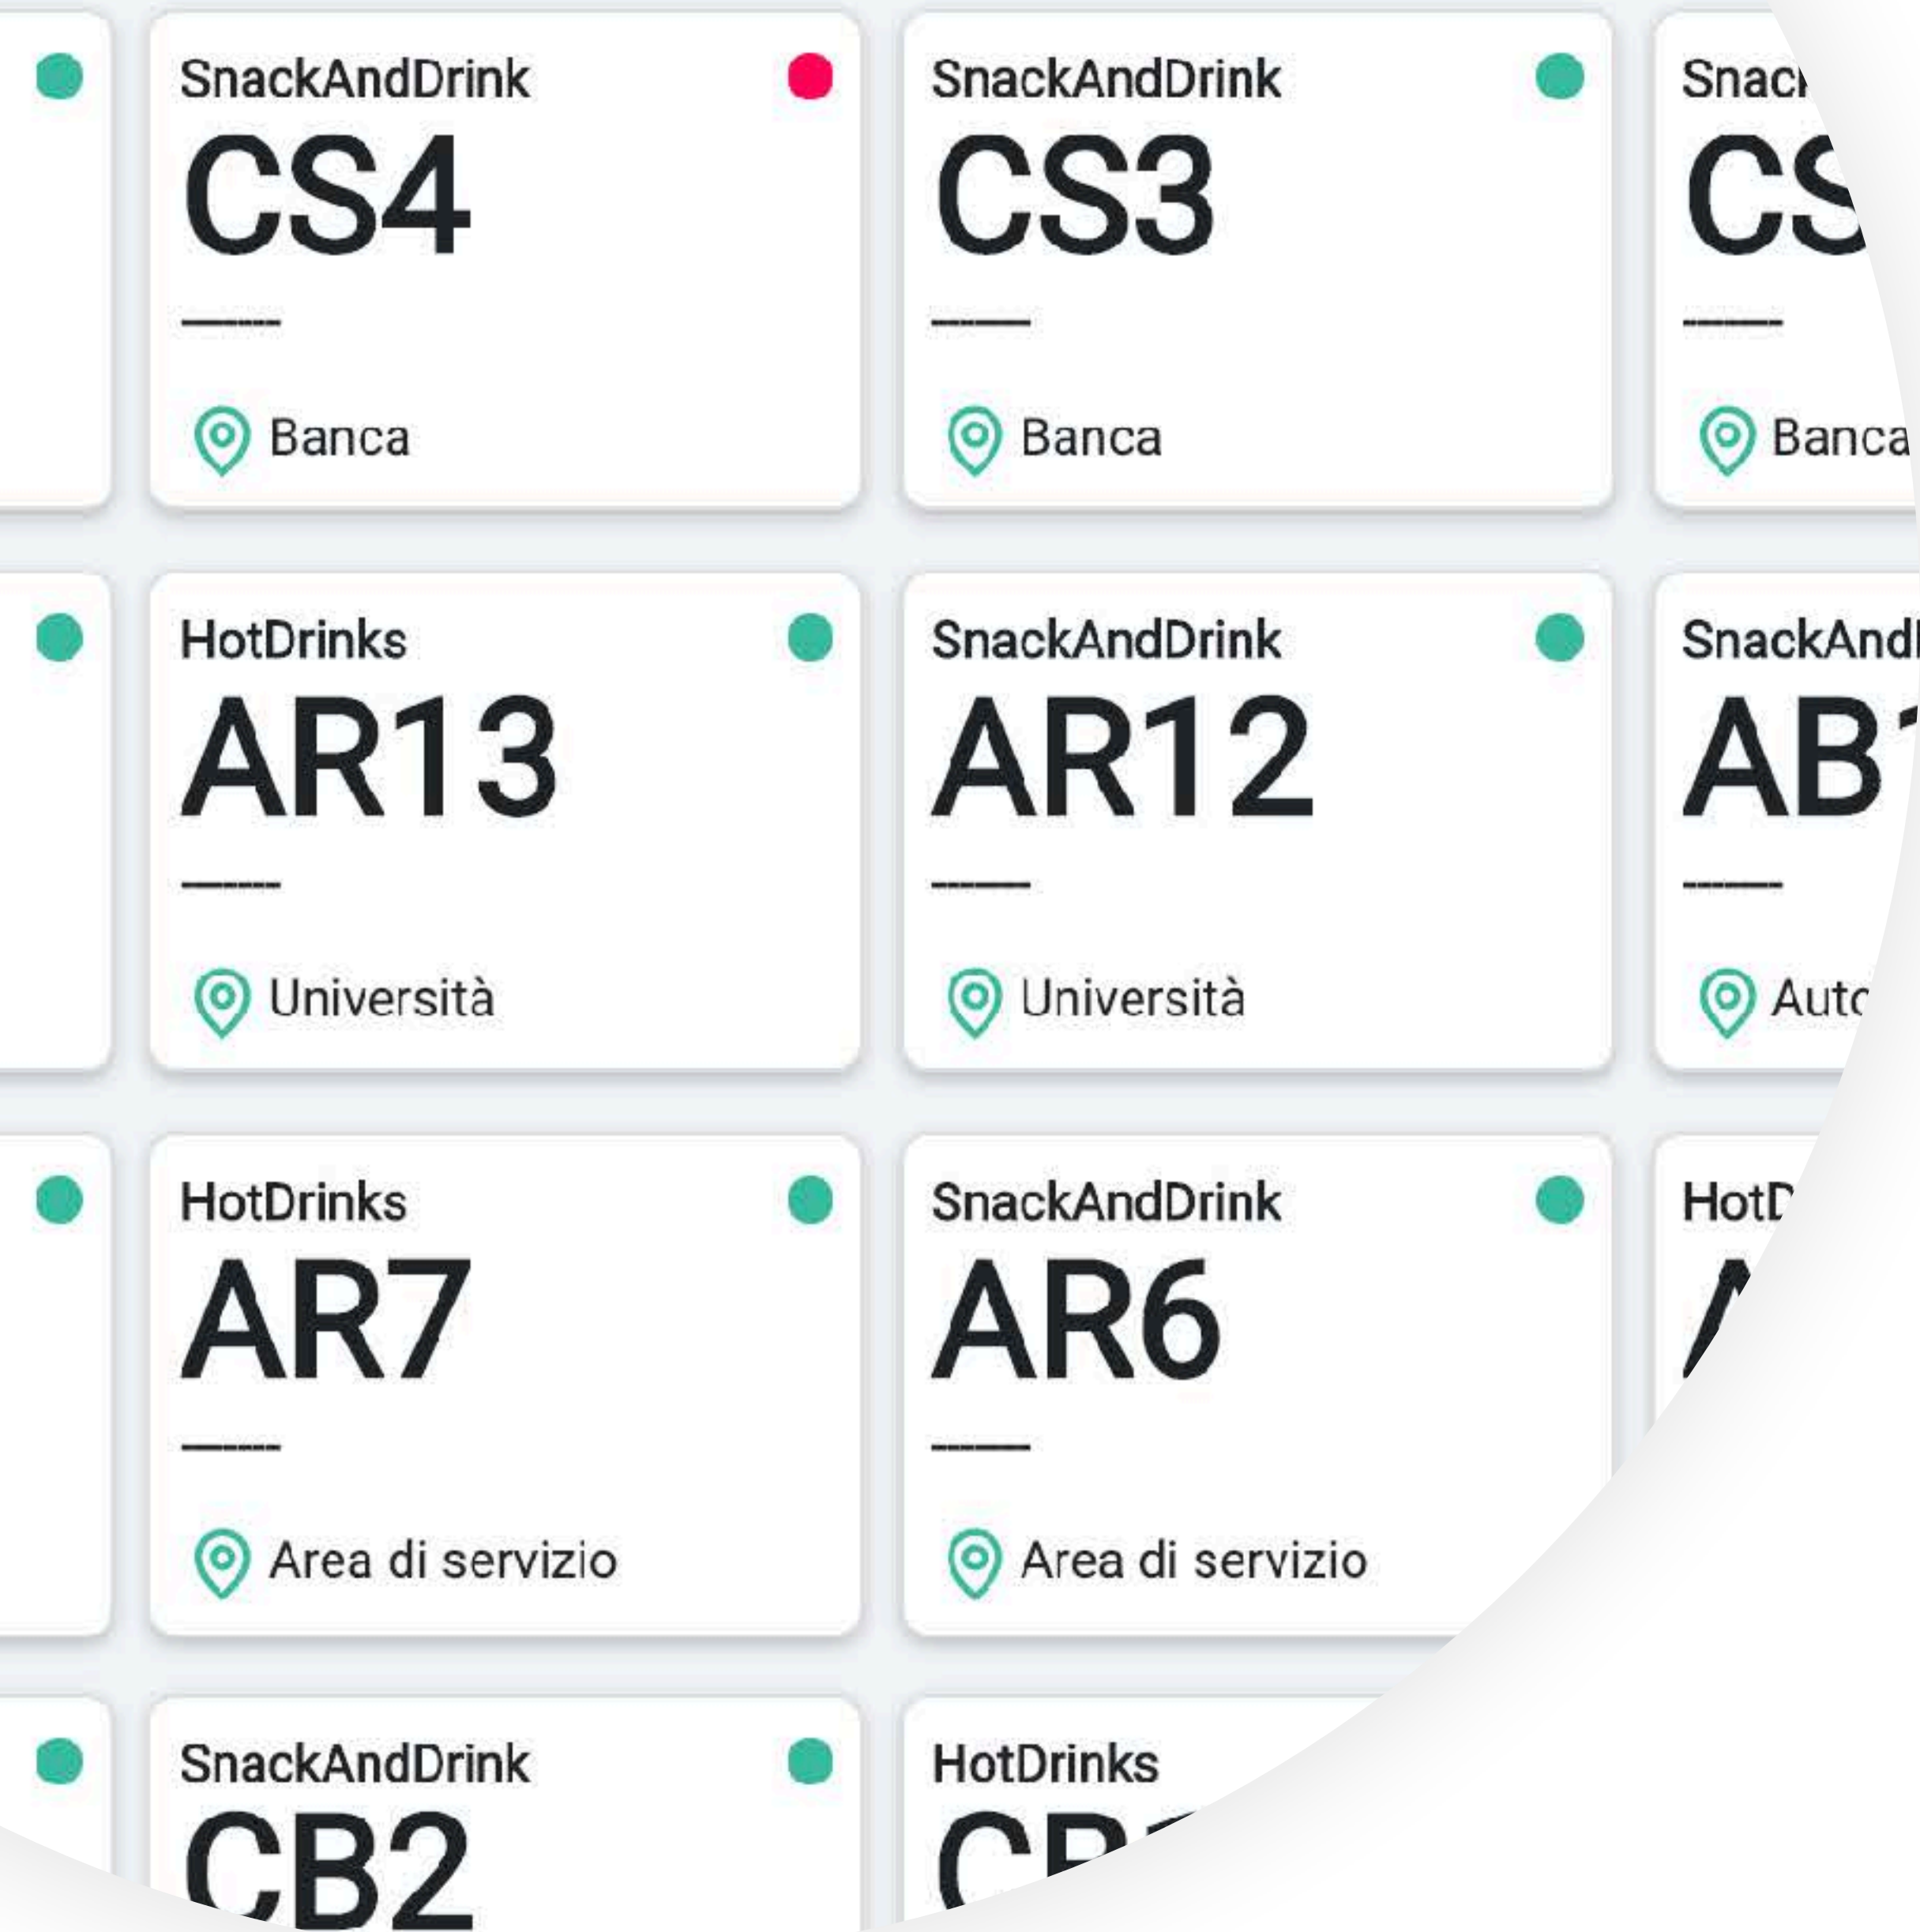 SnackAndDrink
CS4
Banca
SnackAndDrink
CS3
Banca
Banca
HotDrinks
AR13
Università
SnackAndDrink
AR12
Università
HotDrinks
AR7
Area di servizio
SnackAndDrink
AR6
Area di servizio
SnackAndDrink
CB2
HotDrinks